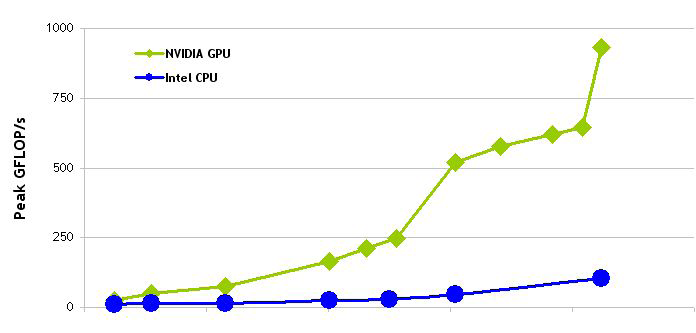 1000
NVIDIA GPU
Intel CPU
750
500
250
0
Peak GFLOP/s